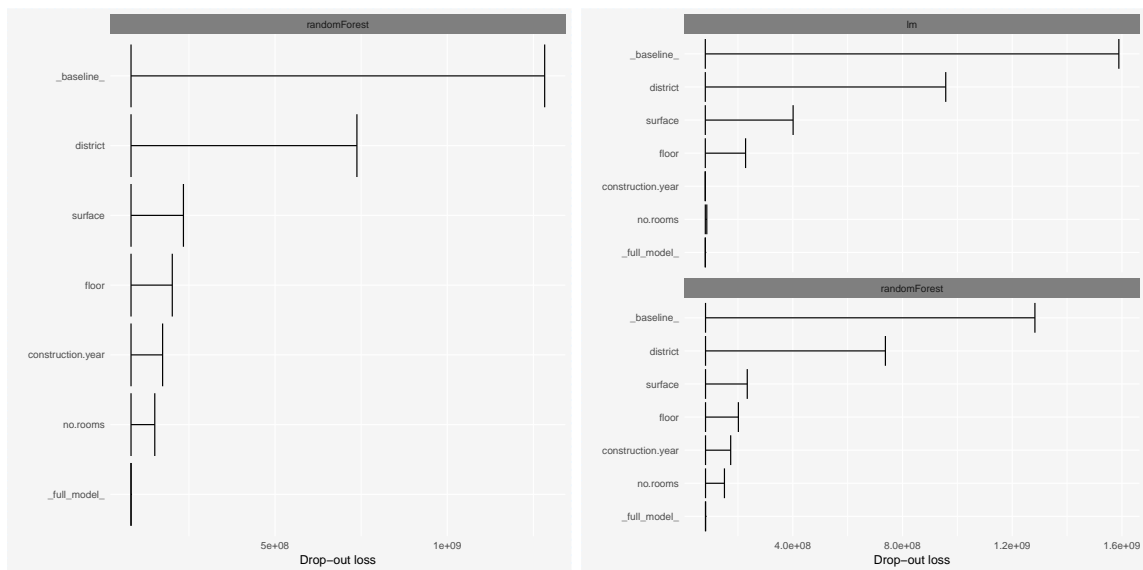 randomForest
_baseline_
district
surface
floor
construction.year
no.rooms
_full_model_
5e+08 1e+09
Drop−out loss
lm
_baseline_
district
surface
floor
construction.year
no.rooms
_full_model_
randomForest
_baseline_
district
surface
floor
construction.year
no.rooms
_full_model_
4.0e+08 8.0e+08 1.2e+09 1.6e+09
Drop−out loss